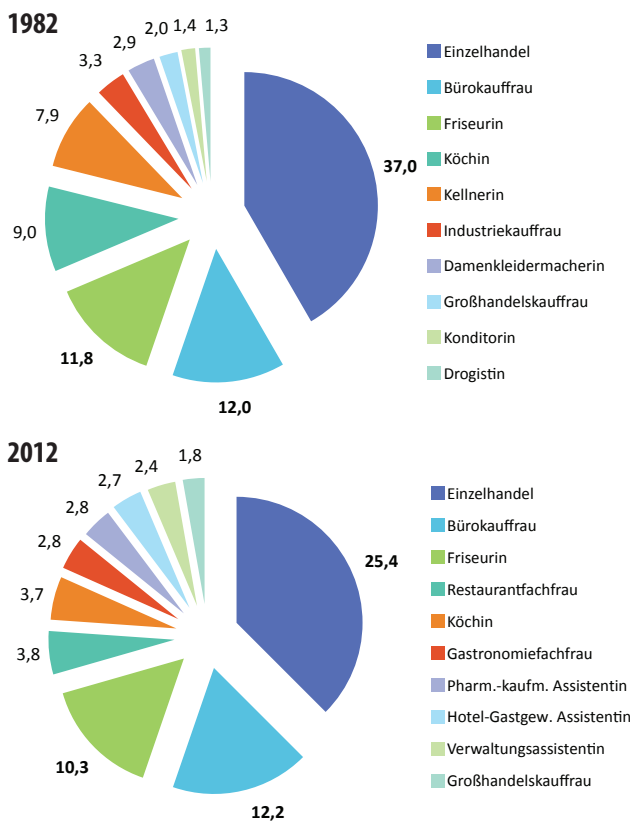 1982
2,0 1,4 1,3
2,9
3,3
7,9
9,0
11,8
12,0
37,0
Einzelhandel
Bürokauffrau
Friseurin
Köchin
Kellnerin
Industriekauffrau
Damenkleidermacherin
Großhandelskauffrau
Konditorin
Drogistin
2012
1,8
2,4
2,7
2,8
2,8
3,7
3,8
10,3
12,2
25,4
Einzelhandel
Bürokauffrau
Friseurin
Restaurantfachfrau
Köchin
Gastronomiefachfrau
Pharm.-kaufm. Assistentin
Hotel-Gastgew. Assistentin
Verwaltungsassistentin
Großhandelskauffrau